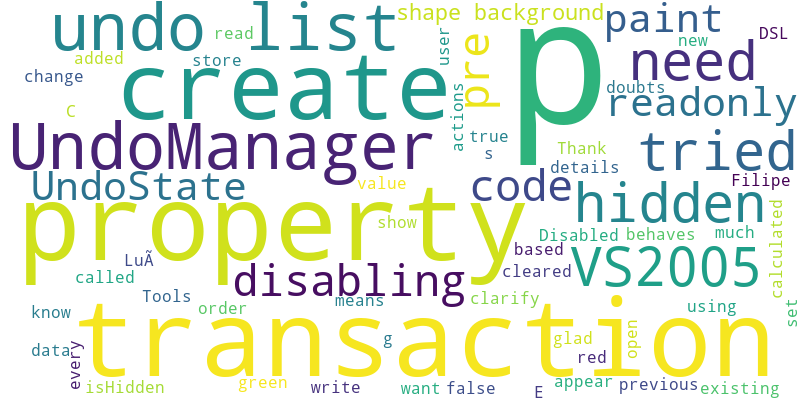 undo list
p
shape background
paint
DSL
read
user
new
added
store
create
pre
need
change
actions
doubts
readonly
C
UndoManager
true
s
Thank
tried
details
UndoState
value
code
hidden
Filipe
property
show
Disabled
behaves
much
calculated
LuÃ
called
disabling
based
cleared
VS2005
Tools
means
clarify
know
order
transaction
using
set
data
every
g
glad
open
red
isHidden
green
write
want
false
E
appear
previous
existing